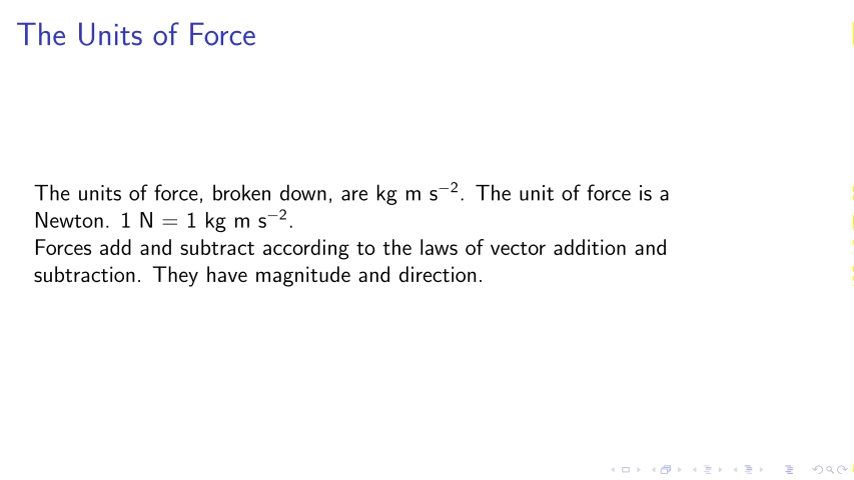 The Units of Force
The units of force, broken down, are kg m s⁻². The unit of force is a
Newton. 1 N = 1 kg m s⁻².
Forces add and subtract according to the laws of vector addition and
subtraction. They have magnitude and direction.